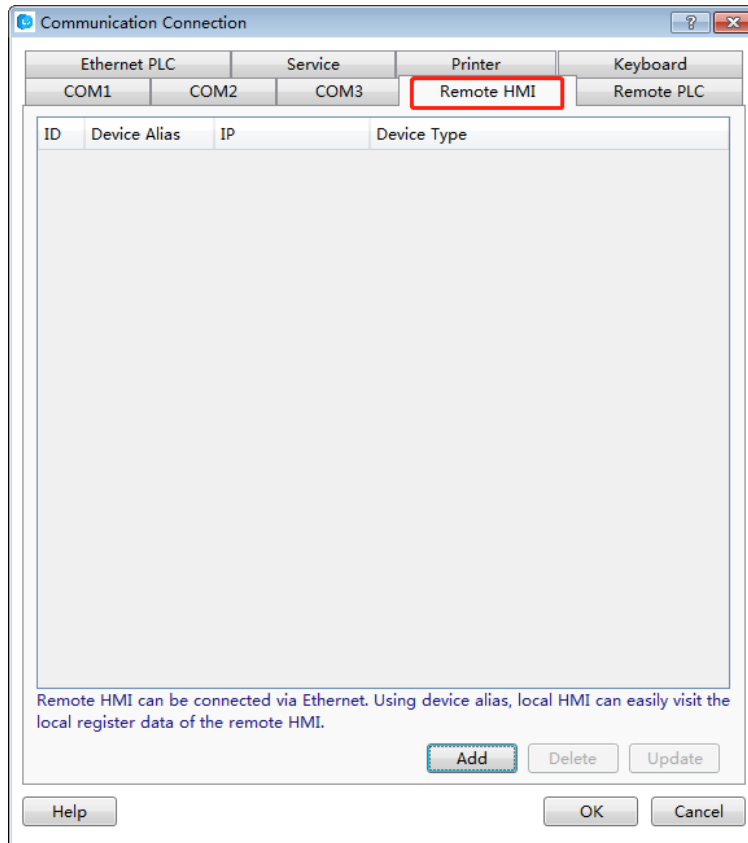 Communication Connection
?
Ethernet PLC Service Printer Keyboard
COM1 COM2 COM3 Remote HMI Remote PLC
ID Device Alias IP Device Type
Remote HMI can be connected via Ethernet. Using device alias, local HMI can easily visit the
local register data of the remote HMI.
Add Delete Update
Help OK Cancel